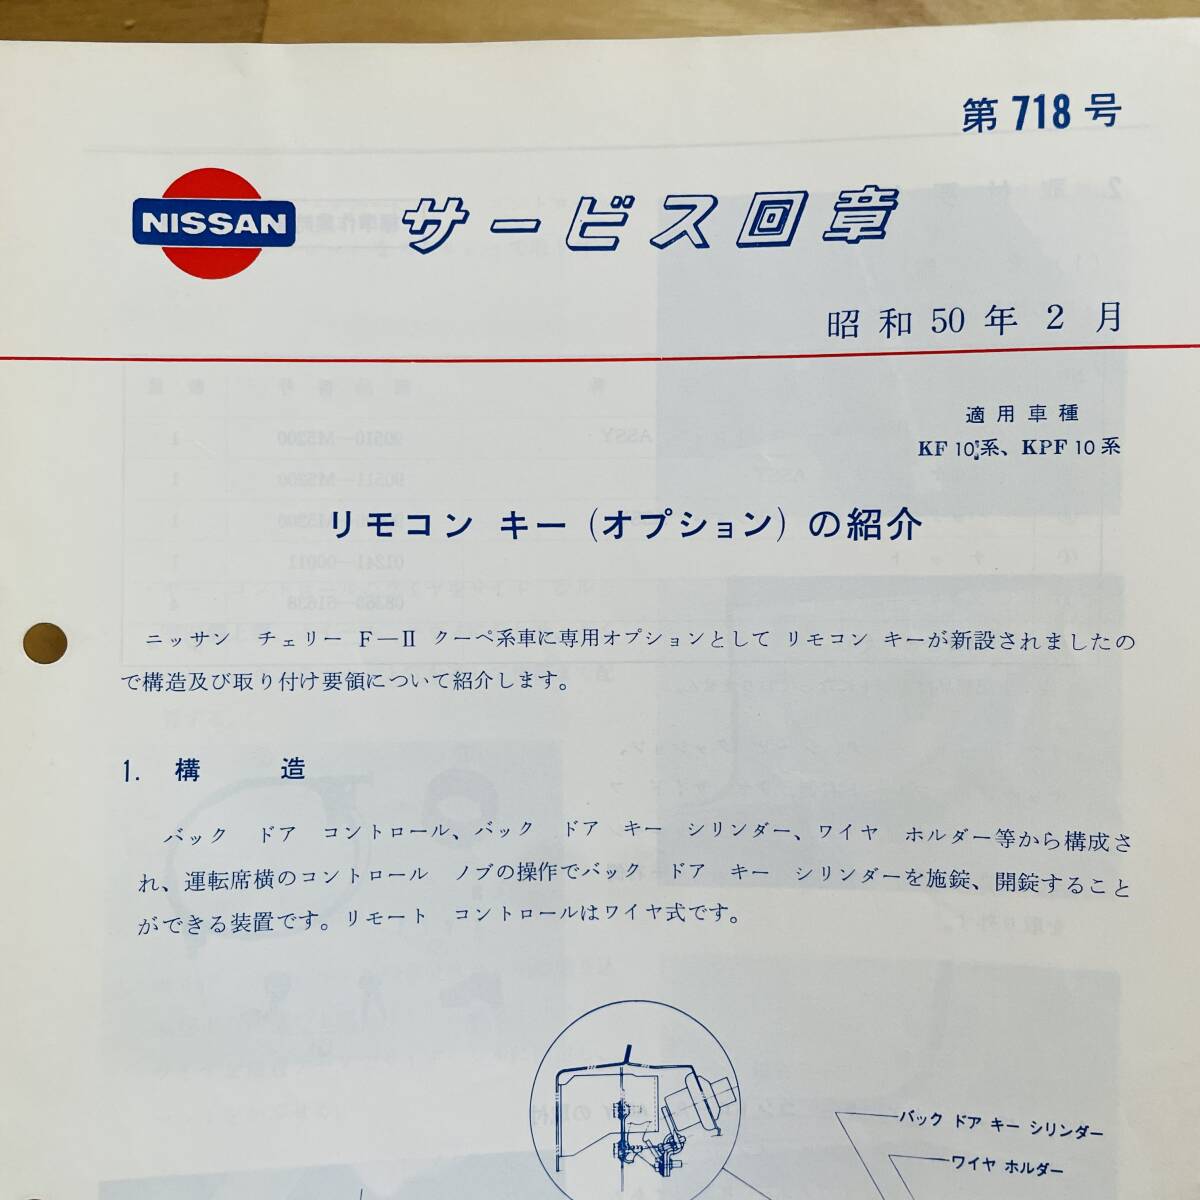 第718号
NISSAN
サービス回章
昭和50年2月
適用車種
KF10系、KPF10系
リモコン キー(オプション)の紹介
ニッサン チェリー F—II クーペ系車に専用オプションとして リモコン キーが新設されましたの
で構造及び取り付け要領について紹介します。
1. 構 造
バック ドア コントロール、バック ドア キー シリンダー、ワイヤ ホルダー等から構成さ
れ、運転席横のコントロール ノブの操作でバック ドア キー シリンダーを施錠、開錠すること
ができる装置です。リモート コントロールはワイヤ式です。
バック ドア キー シリンダー
ワイヤ ホルダー